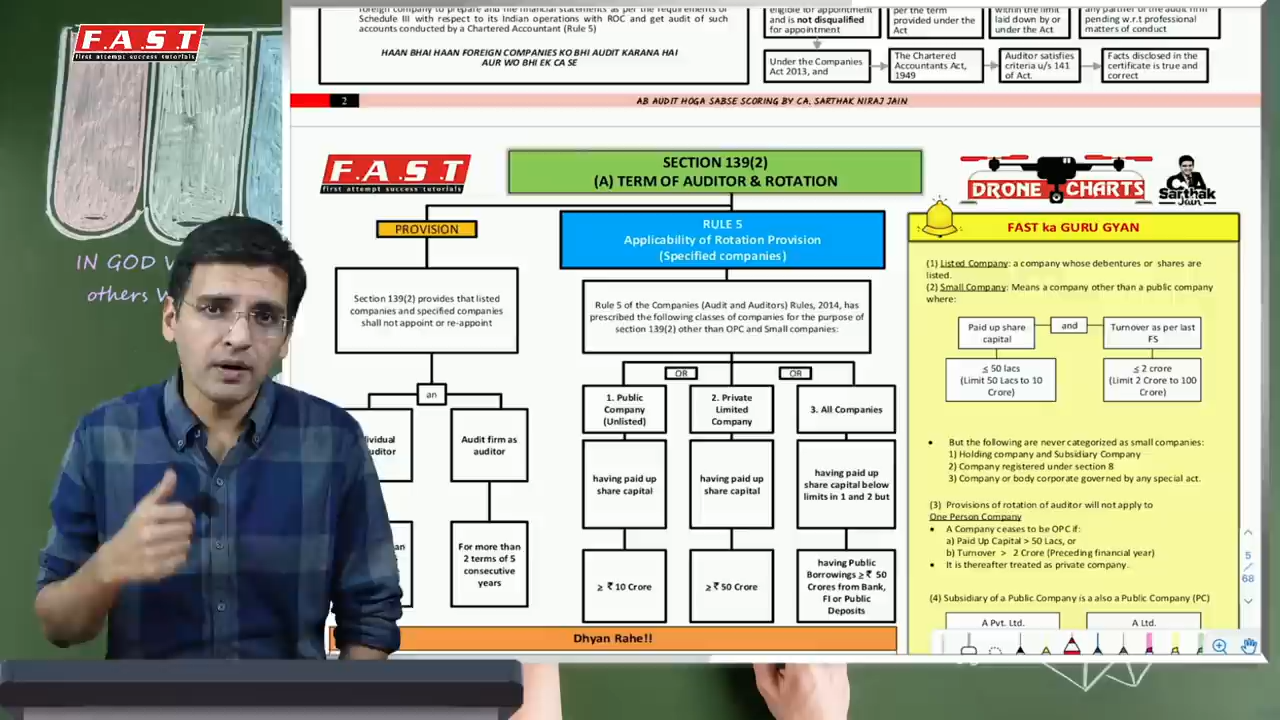 F.A.S.T
first attempt success tutorials
IN GOD
others
foreign company to prepare and the financial statements as per the requirements of
Schedule III with respect to its Indian operations with ROC and get audit of such
accounts conducted by a Chartered Accountant (Rule 5)
HAAN BHAI HAAN FOREIGN COMPANIES KO BHI AUDIT KARANA HAI
AUR WO BHI EK CA SE
eligible for appointment
and is not disqualified
for appointment
per the term
provided under the
Act
within the limit
laid down by or
under the Act
any partner of the audit firm
pending w.r.t professional
matters of conduct
Under the Companies
Act 2013, and
The Chartered
Accountants Act,
1949
Auditor satisfies
criteria u/s 141
of Act.
Facts disclosed in the
certificate is true and
correct
2
AB AUDIT HOGA SABSE SCORING BY CA. SARTHAK NIRAJ JAIN
F.A.S.T
first attempt success tutorials
SECTION 139(2)
(A) TERM OF AUDITOR & ROTATION
DRONE CHARTS
CA
Sarthak
Jain
PROVISION
Section 139(2) provides that listed
companies and specified companies
shall not appoint or re-appoint
an
Audit firm as
auditor
For more than
2 terms of 5
consecutive
years
RULE 5
Applicability of Rotation Provision
(Specified companies)
Rule 5 of the Companies (Audit and Auditors) Rules, 2014, has
prescribed the following classes of companies for the purpose of
section 139(2) other than OPC and Small companies:
OR
OR
1. Public
Company
(Unlisted)
2. Private
Limited
Company
3. All Companies
having paid up
share capital
having paid up
share capital
having paid up
share capital below
limits in 1 and 2 but
≥ ₹ 10 Crore
≥ ₹ 50 Crore
having Public
Borrowings ≥ ₹ 50
Crores from Bank,
FI or Public
Deposits
Dhyan Rahe!!
FAST ka GURU GYAN
(1) Listed Company: a company whose debentures or shares are
listed.
(2) Small Company: Means a company other than a public company
where:
Paid up share
capital
and
Turnover as per last
FS
≤ 50 lacs
(Limit 50 Lacs to 10
Crore)
≤ 2 crore
(Limit 2 Crore to 100
Crore)
• But the following are never categorized as small companies:
1) Holding company and Subsidiary Company
2) Company registered under section 8
3) Company or body corporate governed by any special act.
(3) Provisions of rotation of auditor will not apply to
One Person Company
• A Company ceases to be OPC if:
a) Paid Up Capital > 50 Lacs, or
b) Turnover > 2 Crore (Preceding financial year)
• It is thereafter treated as private company.
(4) Subsidiary of a Public Company is a also a Public Company (PC)
A Pvt. Ltd.
A Ltd.
5
/
68